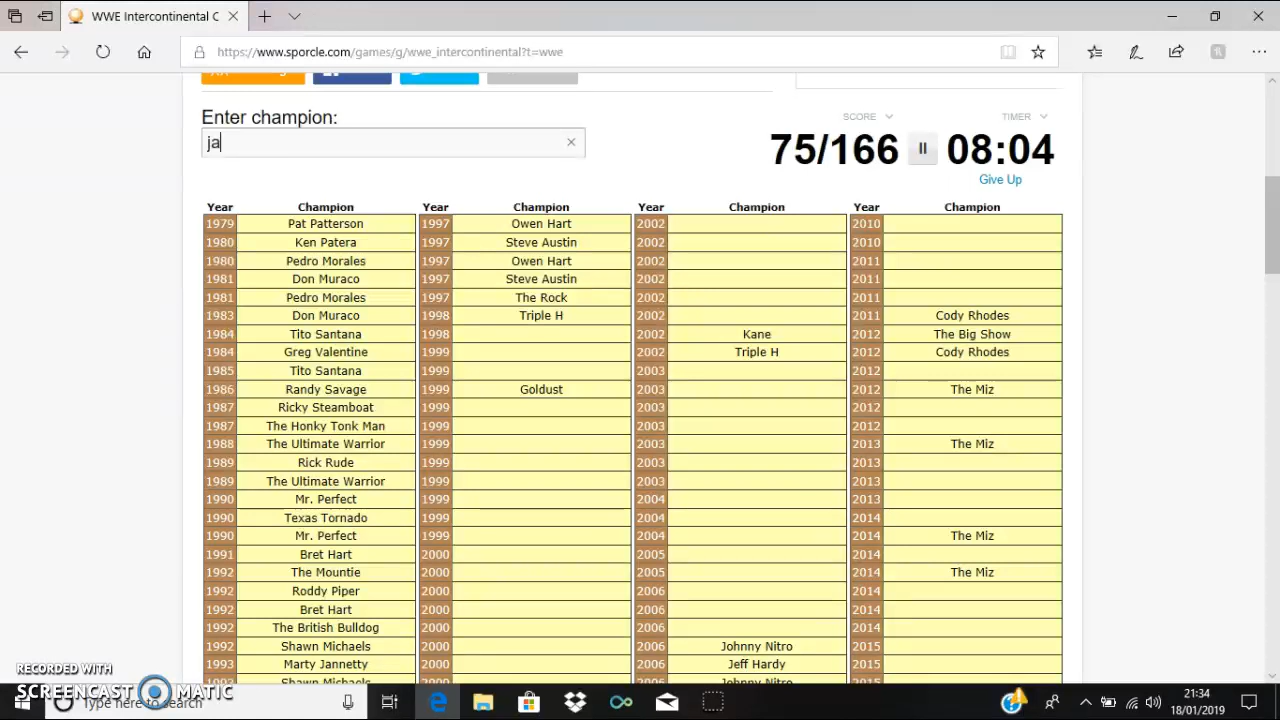 WWE Intercontinental C
https://www.sporcle.com/games/g/wwe_intercontinental?t=wwe
Enter champion:
ja
SCORE
75/166
TIMER
08:04
Give Up
Year Champion Year Champion Year Champion Year Champion
1979 Pat Patterson 1997 Owen Hart 2002 2010
1980 Ken Patera 1997 Steve Austin 2002 2010
1980 Pedro Morales 1997 Owen Hart 2002 2011
1981 Don Muraco 1997 Steve Austin 2002 2011
1981 Pedro Morales 1997 The Rock 2002 2011
1983 Don Muraco 1998 Triple H 2002 2011 Cody Rhodes
1984 Tito Santana 1998 2002 Kane 2012 The Big Show
1984 Greg Valentine 1999 2002 Triple H 2012 Cody Rhodes
1985 Tito Santana 1999 2003 2012
1986 Randy Savage 1999 Goldust 2003 2012 The Miz
1987 Ricky Steamboat 1999 2003 2012
1987 The Honky Tonk Man 1999 2003 2012
1988 The Ultimate Warrior 1999 2003 2013 The Miz
1989 Rick Rude 1999 2003 2013
1989 The Ultimate Warrior 1999 2003 2013
1990 Mr. Perfect 1999 2004 2013
1990 Texas Tornado 1999 2004 2014
1990 Mr. Perfect 1999 2004 2014 The Miz
1991 Bret Hart 2000 2005 2014
1992 The Mountie 2000 2005 2014 The Miz
1992 Roddy Piper 2000 2006 2014
1992 Bret Hart 2000 2006 2014
1992 The British Bulldog 2000 2006 2014
1992 Shawn Michaels 2000 2006 Johnny Nitro 2015
1993 Marty Jannetty 2000 2006 Jeff Hardy 2015
1993 Shawn Michaels 2006 Johnny Nitro
RECORDED WITH
SCREENCAST MATIC
Type here to search
21:34
18/01/2019